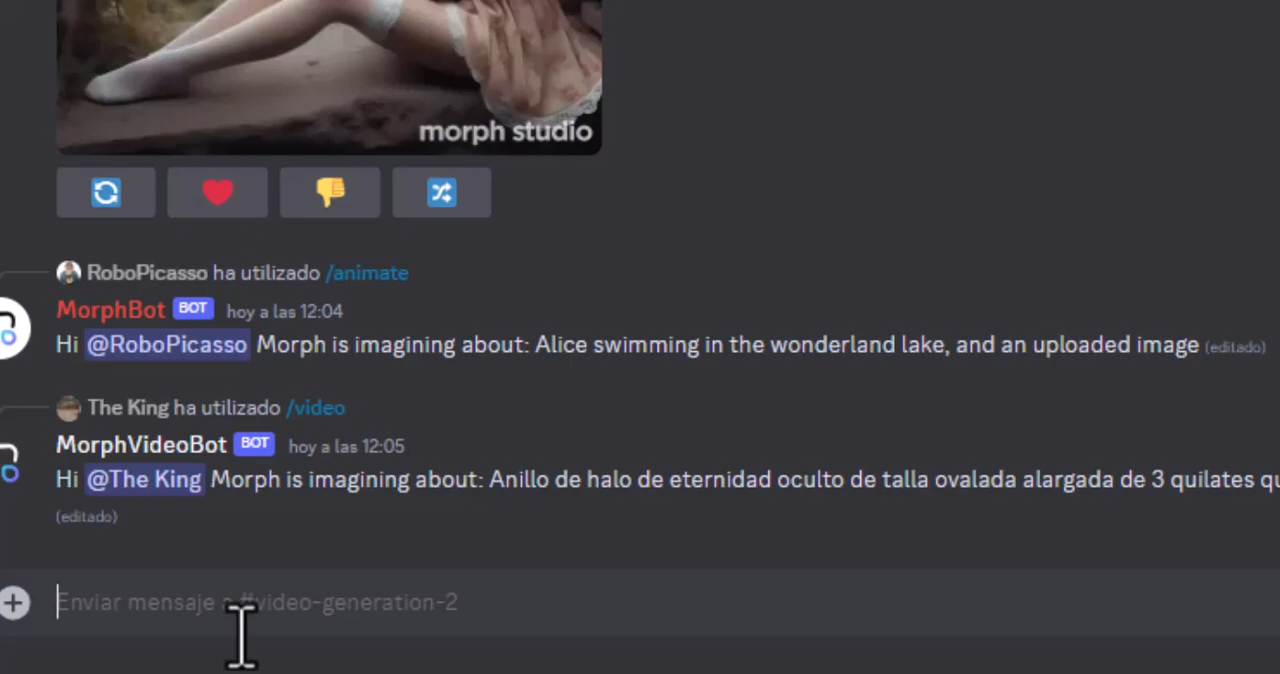 morph studio
RoboPicasso ha utilizado /animate
MorphBot BOT hoy a las 12:04
Hi @RoboPicasso Morph is imagining about: Alice swimming in the wonderland lake, and an uploaded image (editado)
The King ha utilizado /video
MorphVideoBot BOT hoy a las 12:05
Hi @The King Morph is imagining about: Anillo de halo de eternidad oculto de talla ovalada alargada de 3 quilates
(editado)
Enviar mensaje a #video-generation-2